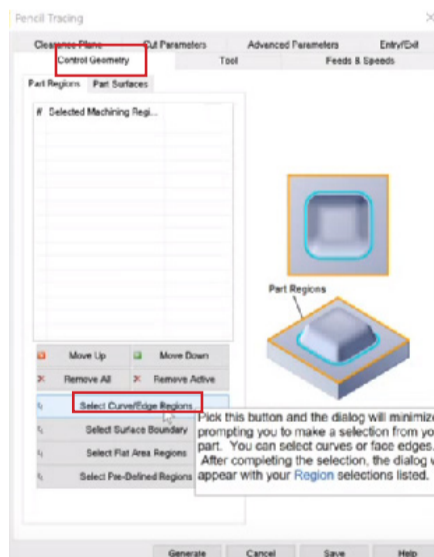 Pencil Tracing
Clearance Plane Cut Parameters Advanced Parameters Entry/Exit
Control Geometry Tool Feeds & Speeds
Part Regions Part Surfaces
# Selected Machining Regi...
Part Regions
Move Up Move Down
Remove All Remove Active
Select Curve/Edge Regions
Select Surface Boundary
Select Flat Area Regions
Select Pre-Defined Regions
Pick this button and the dialog will minimize
prompting you to make a selection from yo
part. You can select curves or face edges.
After completing the selection, the dialog w
appear with your Region selections listed.
Generate Cancel Save Help